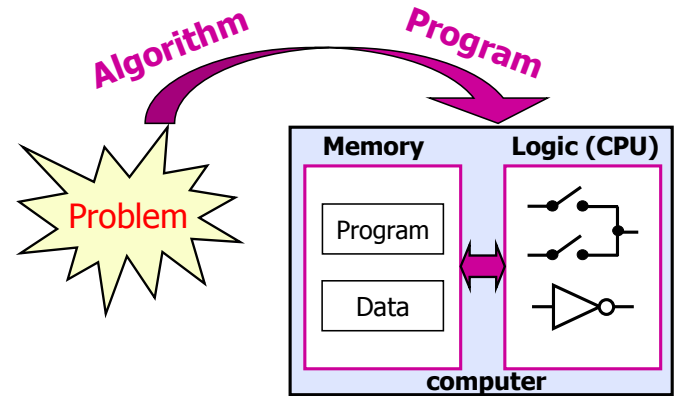 Algorithm
Program
Problem
Memory
Logic (CPU)
Program
Data
computer